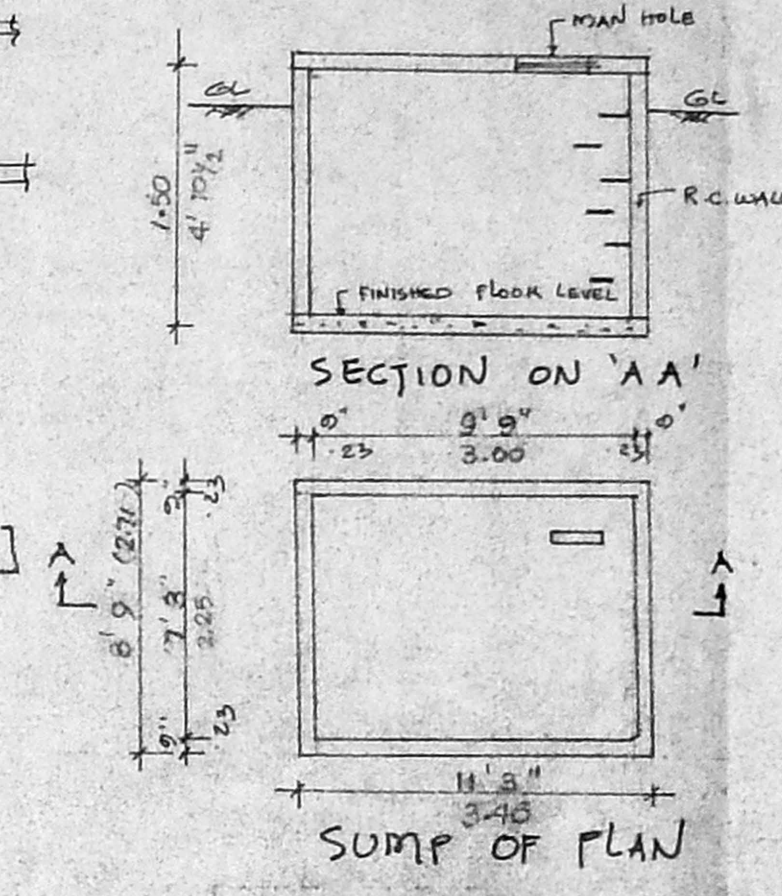 MAN HOLE
GL
GL
1.50
4' 10½"
R.C. WALL
FINISHED FLOOR LEVEL
SECTION ON 'A A'
9"
9' 9"
9"
.23
3.00
.23
8' 9" (2.71)
9"
.23
7' 3"
2.25
9"
.23
A
A
11' 3"
3.46
SUMP OF PLAN